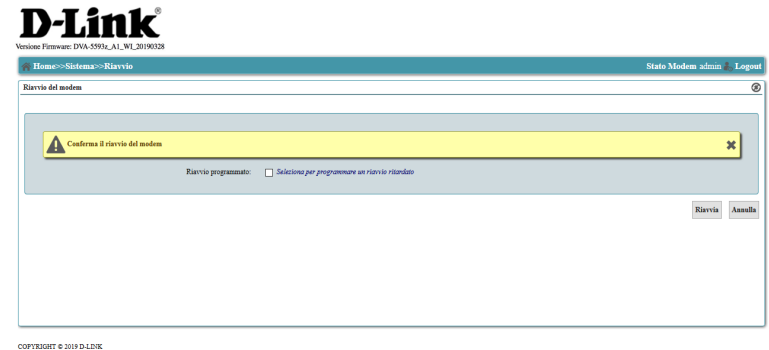 D-Link®
Versione Firmware: DVA-5593z_A1_WI_20190328
Home>>Sistema>>Riavvio Stato Modem admin Logout
Riavvio del modem
Conferma il riavvio del modem
Riavvio programmato: Seleziona per programmare un riavvio ritardato
Riavvia Annulla
COPYRIGHT © 2019 D-LINK